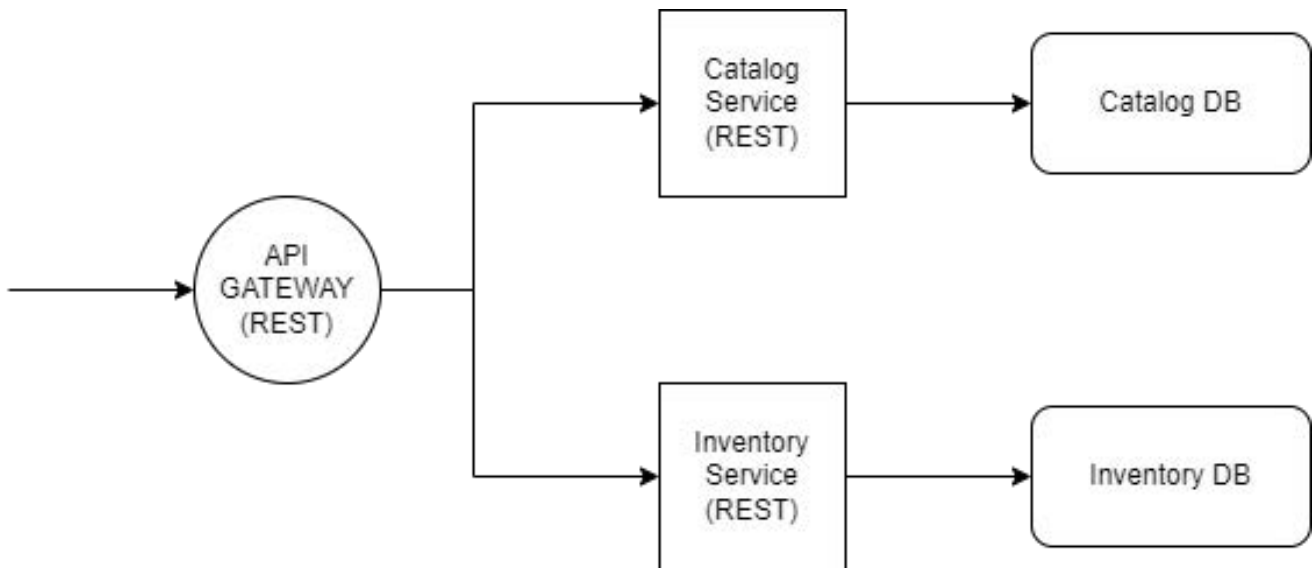 Catalog
Service
(REST)
Catalog DB
API
GATEWAY
(REST)
Inventory
Service
(REST)
Inventory DB